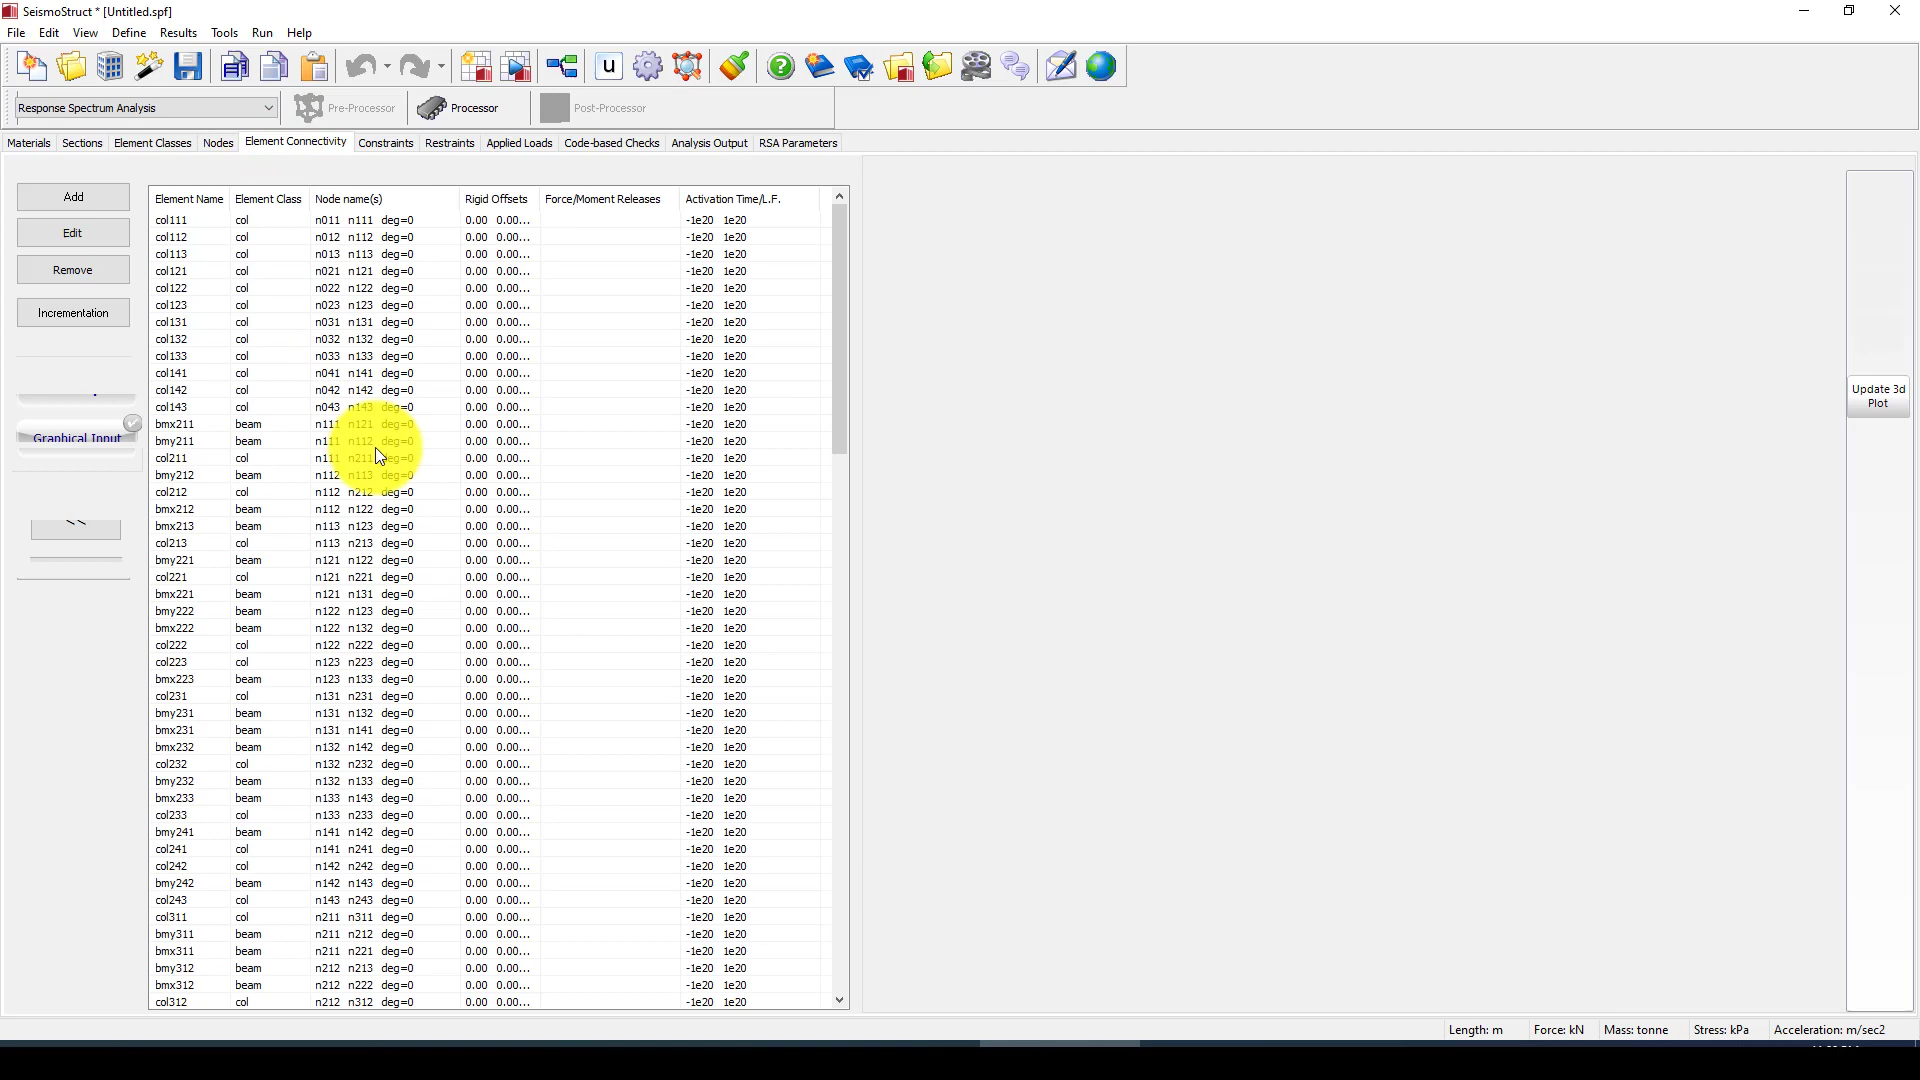 SeismoStruct * [Untitled.spf]
File Edit View Define Results Tools Run Help
u
Response Spectrum Analysis Pre-Processor Processor Post-Processor
Materials Sections Element Classes Nodes Element Connectivity Constraints Restraints Applied Loads Code-based Checks Analysis Output RSA Parameters
Add
Edit
Remove
Incrementation
Graphical Input
<<
Element Name Element Class Node name(s) Rigid Offsets Force/Moment Releases Activation Time/L.F.
col111 col n011 n111 deg=0 0.00 0.00... -1e20 1e20
col112 col n012 n112 deg=0 0.00 0.00... -1e20 1e20
col113 col n013 n113 deg=0 0.00 0.00... -1e20 1e20
col121 col n021 n121 deg=0 0.00 0.00... -1e20 1e20
col122 col n022 n122 deg=0 0.00 0.00... -1e20 1e20
col123 col n023 n123 deg=0 0.00 0.00... -1e20 1e20
col131 col n031 n131 deg=0 0.00 0.00... -1e20 1e20
col132 col n032 n132 deg=0 0.00 0.00... -1e20 1e20
col133 col n033 n133 deg=0 0.00 0.00... -1e20 1e20
col141 col n041 n141 deg=0 0.00 0.00... -1e20 1e20
col142 col n042 n142 deg=0 0.00 0.00... -1e20 1e20
col143 col n043 n143 deg=0 0.00 0.00... -1e20 1e20
bmx211 beam n111 n121 deg=0 0.00 0.00... -1e20 1e20
bmy211 beam n111 n112 deg=0 0.00 0.00... -1e20 1e20
col211 col n111 n211 deg=0 0.00 0.00... -1e20 1e20
bmy212 beam n112 n113 deg=0 0.00 0.00... -1e20 1e20
col212 col n112 n212 deg=0 0.00 0.00... -1e20 1e20
bmx212 beam n112 n122 deg=0 0.00 0.00... -1e20 1e20
bmx213 beam n113 n123 deg=0 0.00 0.00... -1e20 1e20
col213 col n113 n213 deg=0 0.00 0.00... -1e20 1e20
bmy221 beam n121 n122 deg=0 0.00 0.00... -1e20 1e20
col221 col n121 n221 deg=0 0.00 0.00... -1e20 1e20
bmx221 beam n121 n131 deg=0 0.00 0.00... -1e20 1e20
bmy222 beam n122 n123 deg=0 0.00 0.00... -1e20 1e20
bmx222 beam n122 n132 deg=0 0.00 0.00... -1e20 1e20
col222 col n122 n222 deg=0 0.00 0.00... -1e20 1e20
col223 col n123 n223 deg=0 0.00 0.00... -1e20 1e20
bmx223 beam n123 n133 deg=0 0.00 0.00... -1e20 1e20
col231 col n131 n231 deg=0 0.00 0.00... -1e20 1e20
bmy231 beam n131 n132 deg=0 0.00 0.00... -1e20 1e20
bmx231 beam n131 n141 deg=0 0.00 0.00... -1e20 1e20
bmx232 beam n132 n142 deg=0 0.00 0.00... -1e20 1e20
col232 col n132 n232 deg=0 0.00 0.00... -1e20 1e20
bmy232 beam n132 n133 deg=0 0.00 0.00... -1e20 1e20
bmx233 beam n133 n143 deg=0 0.00 0.00... -1e20 1e20
col233 col n133 n233 deg=0 0.00 0.00... -1e20 1e20
bmy241 beam n141 n142 deg=0 0.00 0.00... -1e20 1e20
col241 col n141 n241 deg=0 0.00 0.00... -1e20 1e20
col242 col n142 n242 deg=0 0.00 0.00... -1e20 1e20
bmy242 beam n142 n143 deg=0 0.00 0.00... -1e20 1e20
col243 col n143 n243 deg=0 0.00 0.00... -1e20 1e20
col311 col n211 n311 deg=0 0.00 0.00... -1e20 1e20
bmy311 beam n211 n212 deg=0 0.00 0.00... -1e20 1e20
bmx311 beam n211 n221 deg=0 0.00 0.00... -1e20 1e20
bmy312 beam n212 n213 deg=0 0.00 0.00... -1e20 1e20
bmx312 beam n212 n222 deg=0 0.00 0.00... -1e20 1e20
col312 col n212 n312 deg=0 0.00 0.00... -1e20 1e20
Update 3d
Plot
Length: m Force: kN Mass: tonne Stress: kPa Acceleration: m/sec2